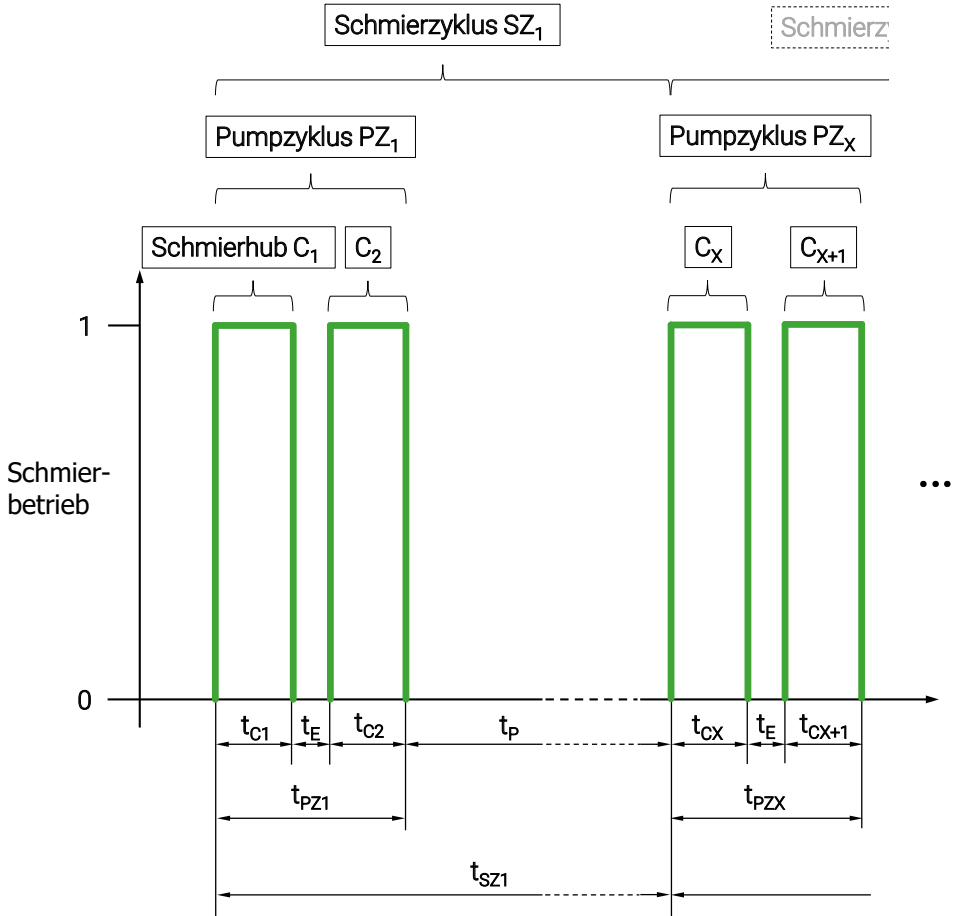 Schmierzyklus SZ1
Schmierzy
Pumpzyklus PZ1
Pumpzyklus PZX
Schmierhub C1
C2
CX
CX+1
1
Schmier-
betrieb
...
0
tC1
tE
tC2
tP
tCX
tE
tCX+1
tPZ1
tPZX
tSZ1